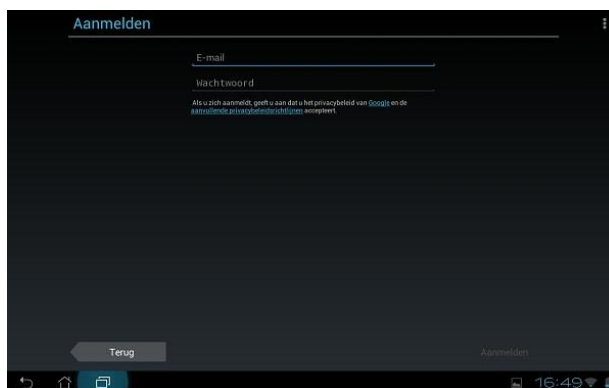 Aanmelden
E-mail
Wachtwoord
Als u zich aanmeldt, geeft u aan dat u het privacybeleid van Google en de
aanvullende privacybeleidsrichtlijnen accepteert.
Terug
Aanmelden
16:49